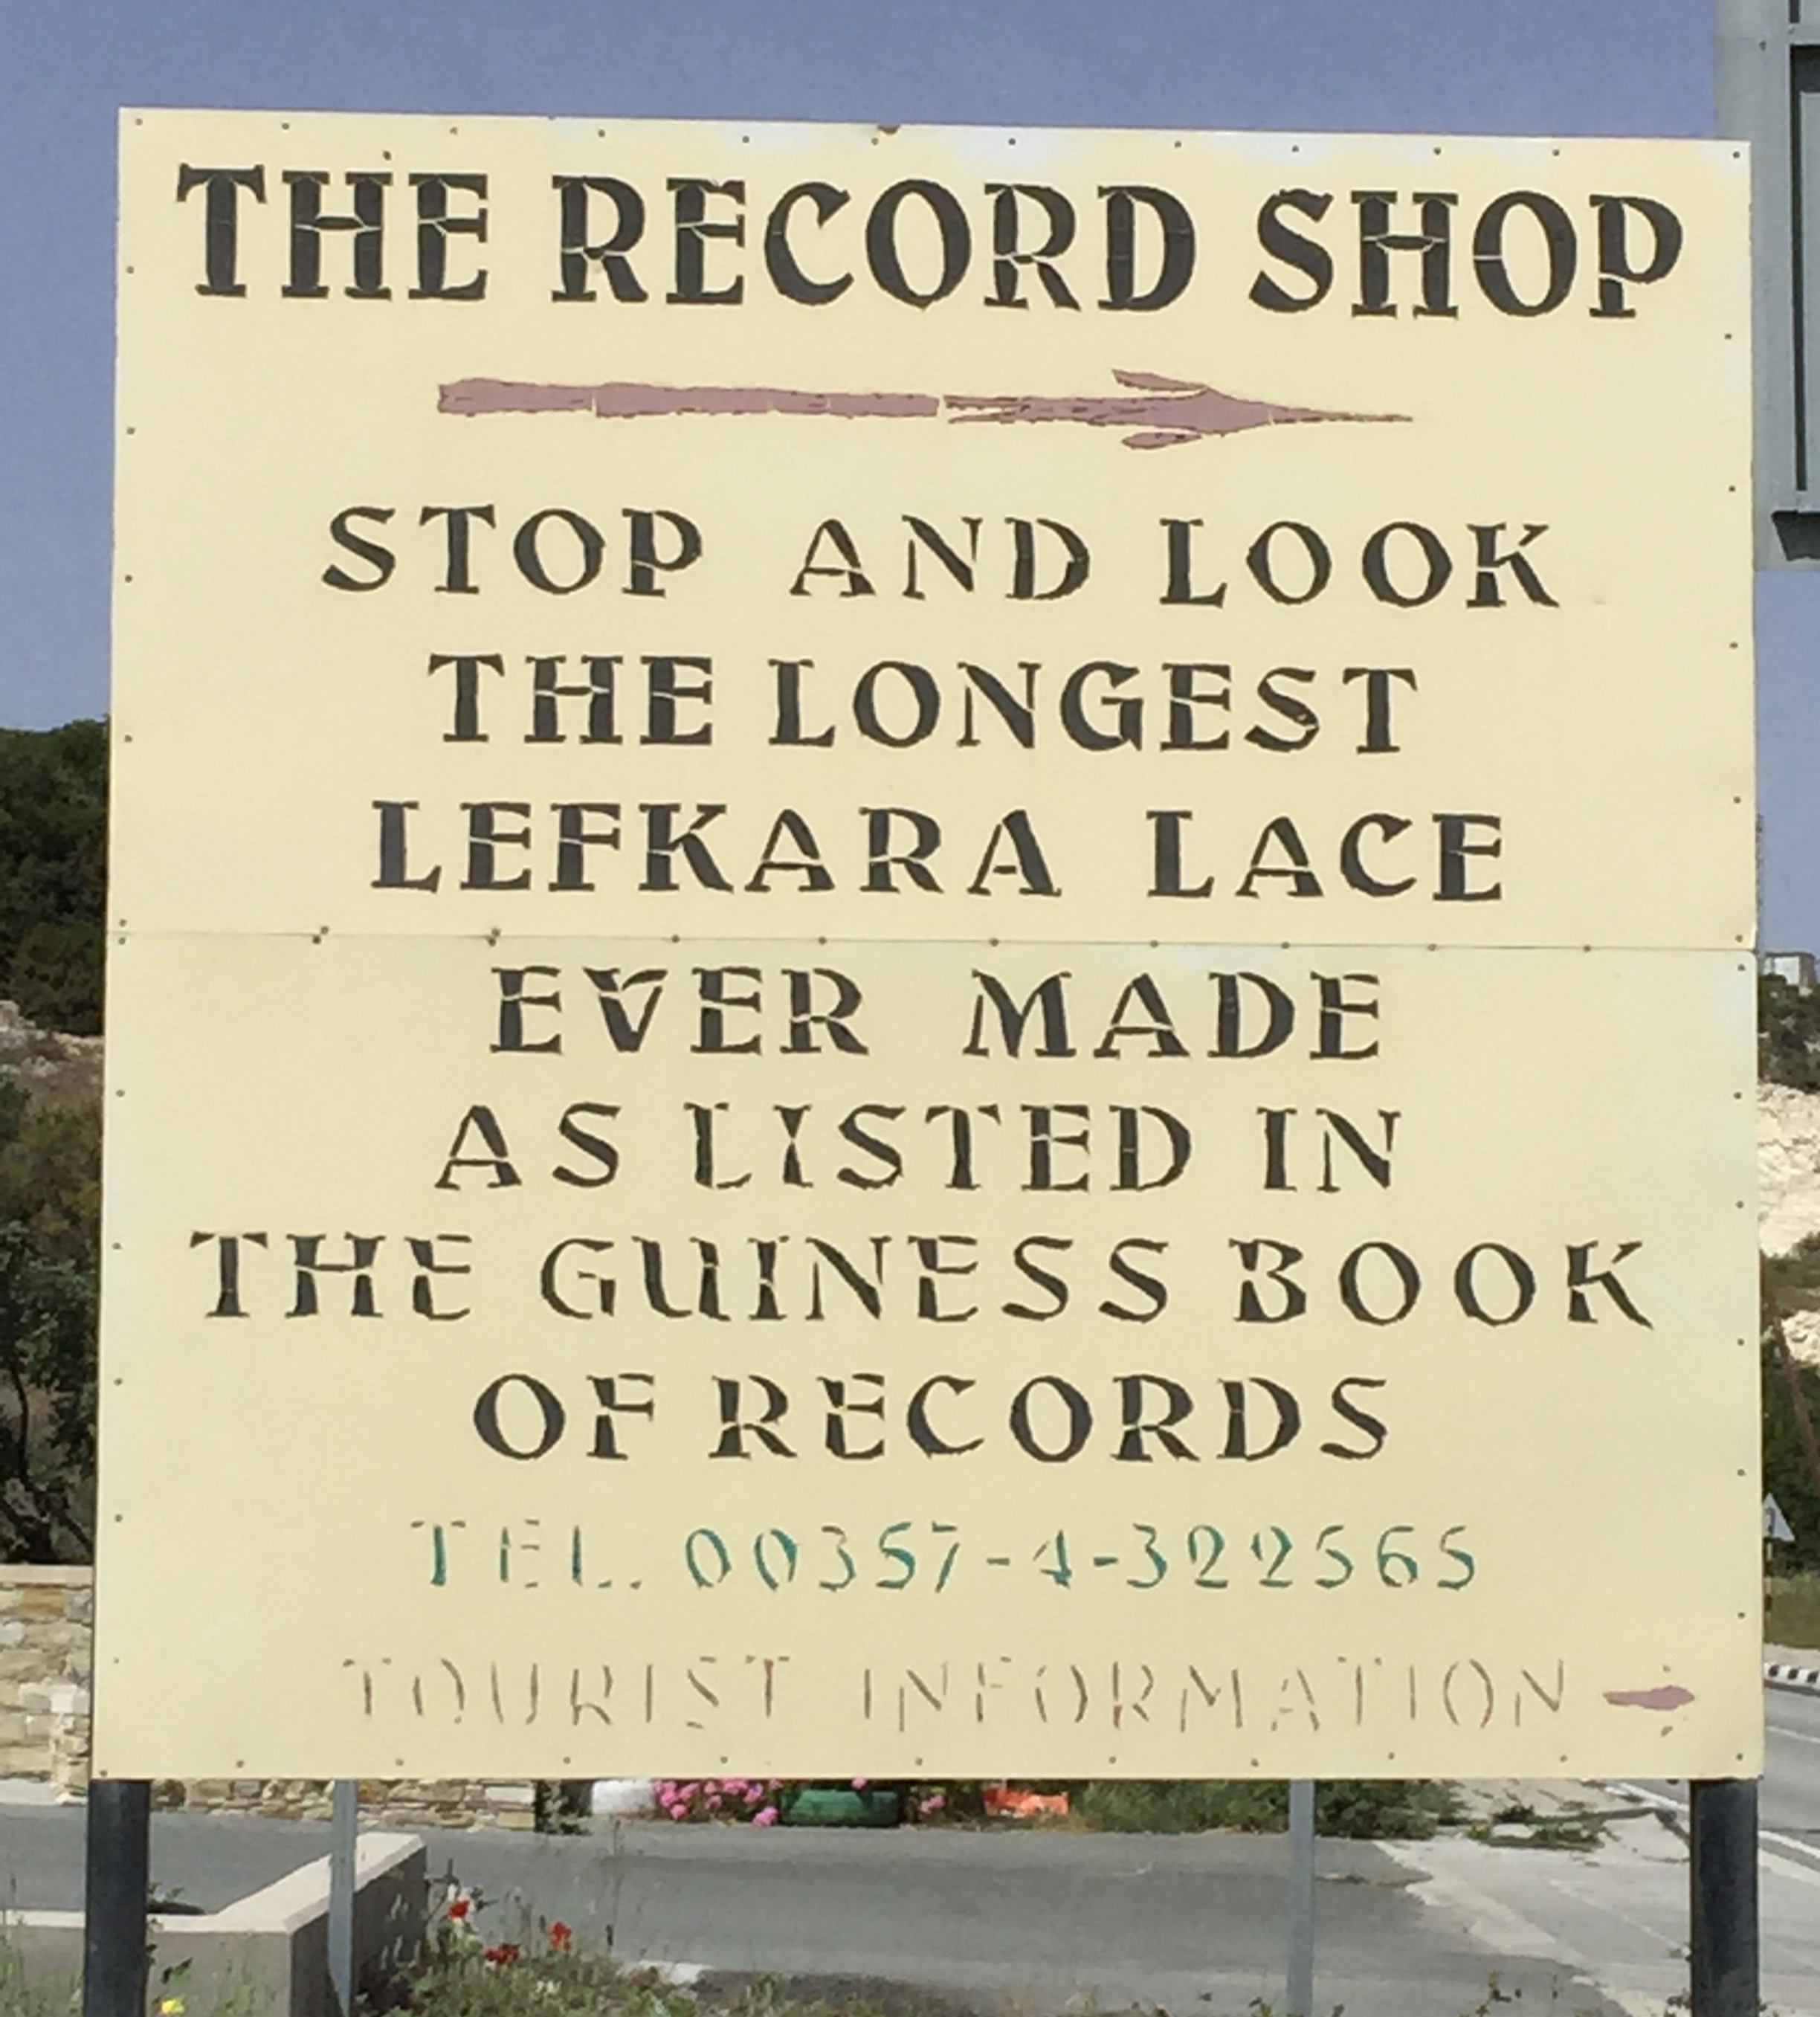 THE RECORD SHOP
STOP AND LOOK
THE LONGEST
LEFKARA LACE
EVER MADE
AS LISTED IN
THE GUINESS BOOK
OF RECORDS
TEL. 00357-4-322565
TOURIST INFORMATION